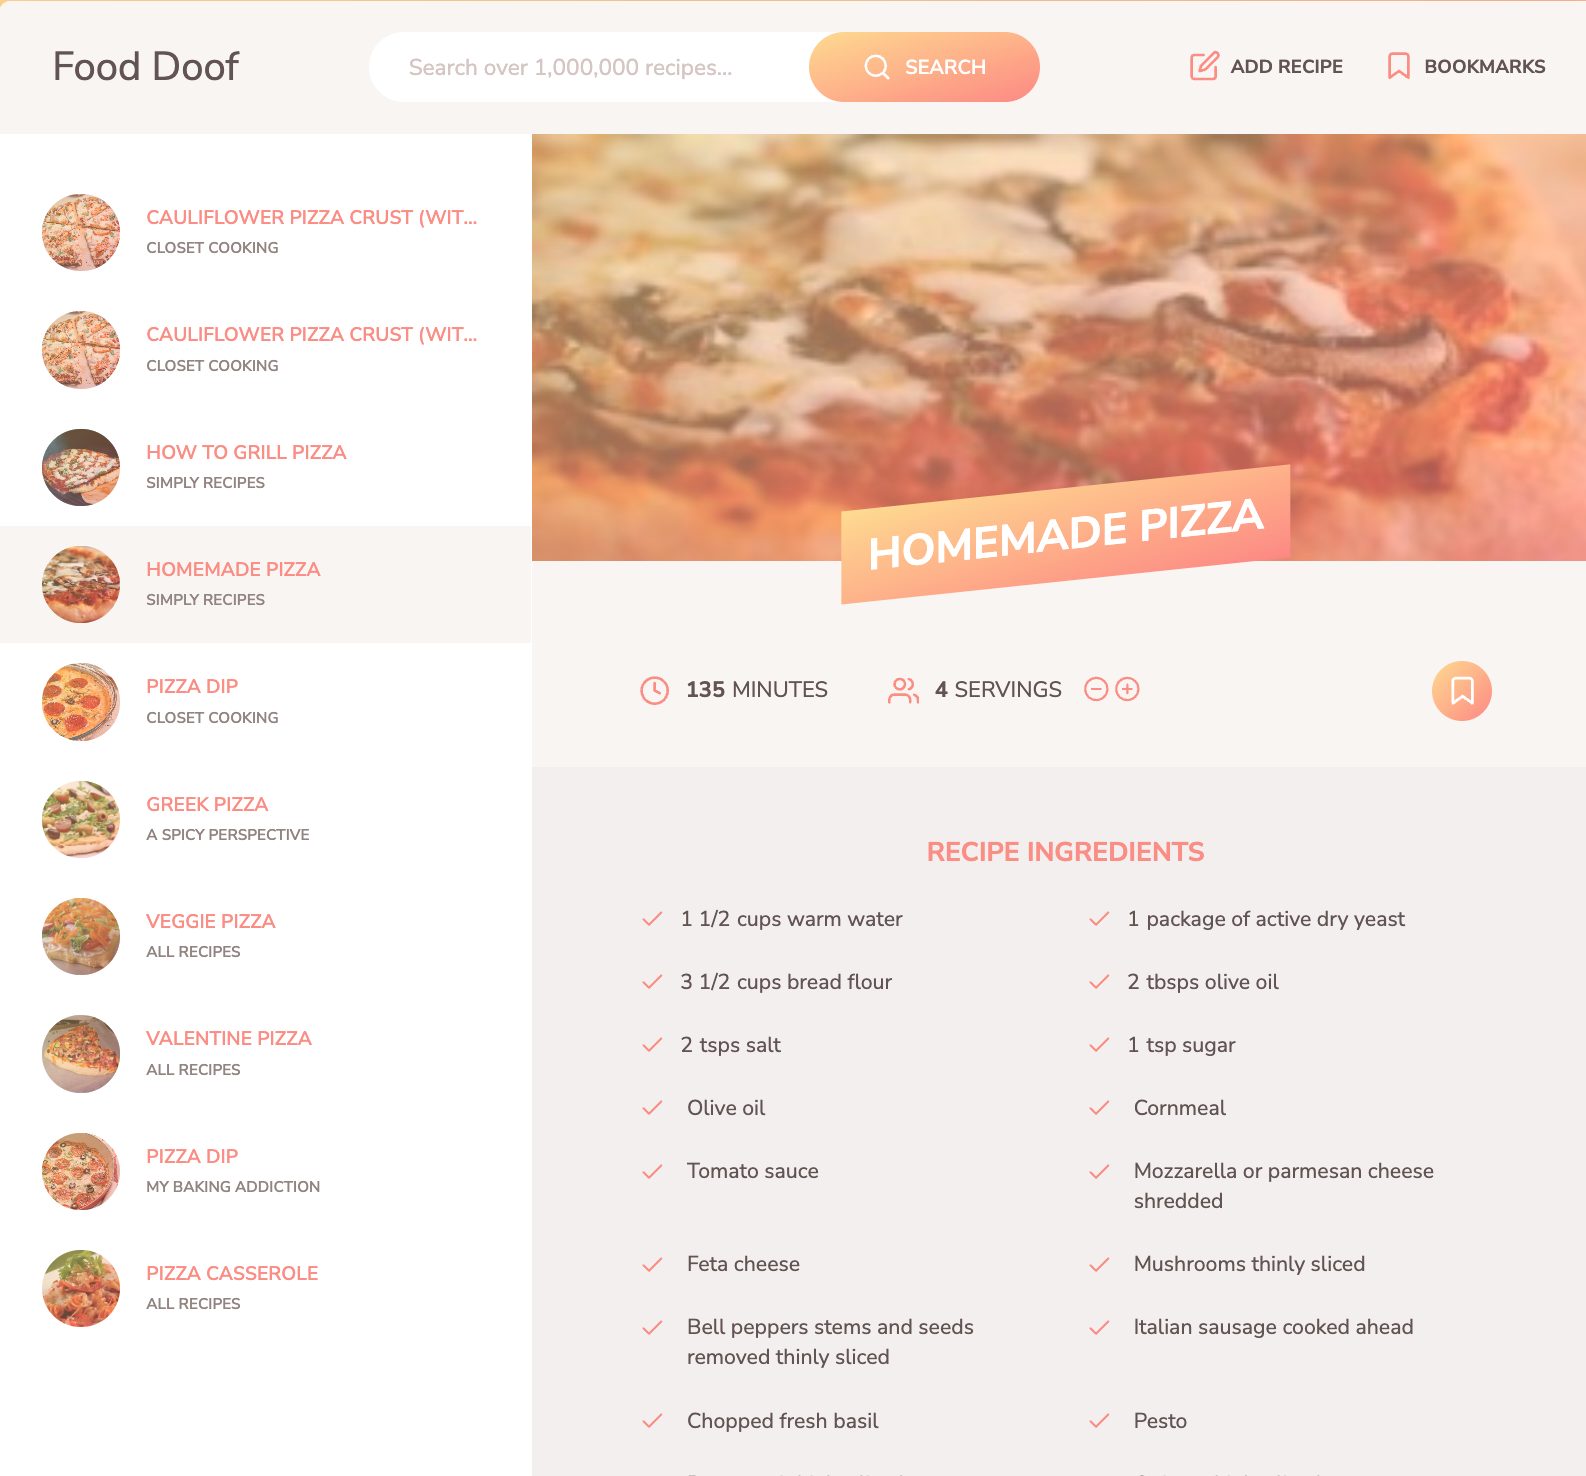 Food Doof
Search over 1,000,000 recipes...
SEARCH
ADD RECIPE
BOOKMARKS
CAULIFLOWER PIZZA CRUST (WIT...
CLOSET COOKING
CAULIFLOWER PIZZA CRUST (WIT...
CLOSET COOKING
HOW TO GRILL PIZZA
SIMPLY RECIPES
HOMEMADE PIZZA
SIMPLY RECIPES
PIZZA DIP
CLOSET COOKING
GREEK PIZZA
A SPICY PERSPECTIVE
VEGGIE PIZZA
ALL RECIPES
VALENTINE PIZZA
ALL RECIPES
PIZZA DIP
MY BAKING ADDICTION
PIZZA CASSEROLE
ALL RECIPES
HOMEMADE PIZZA
135 MINUTES
4 SERVINGS
RECIPE INGREDIENTS
1 1/2 cups warm water
1 package of active dry yeast
3 1/2 cups bread flour
2 tbsps olive oil
2 tsps salt
1 tsp sugar
Olive oil
Cornmeal
Tomato sauce
Mozzarella or parmesan cheese
shredded
Feta cheese
Mushrooms thinly sliced
Bell peppers stems and seeds
removed thinly sliced
Italian sausage cooked ahead
Chopped fresh basil
Pesto